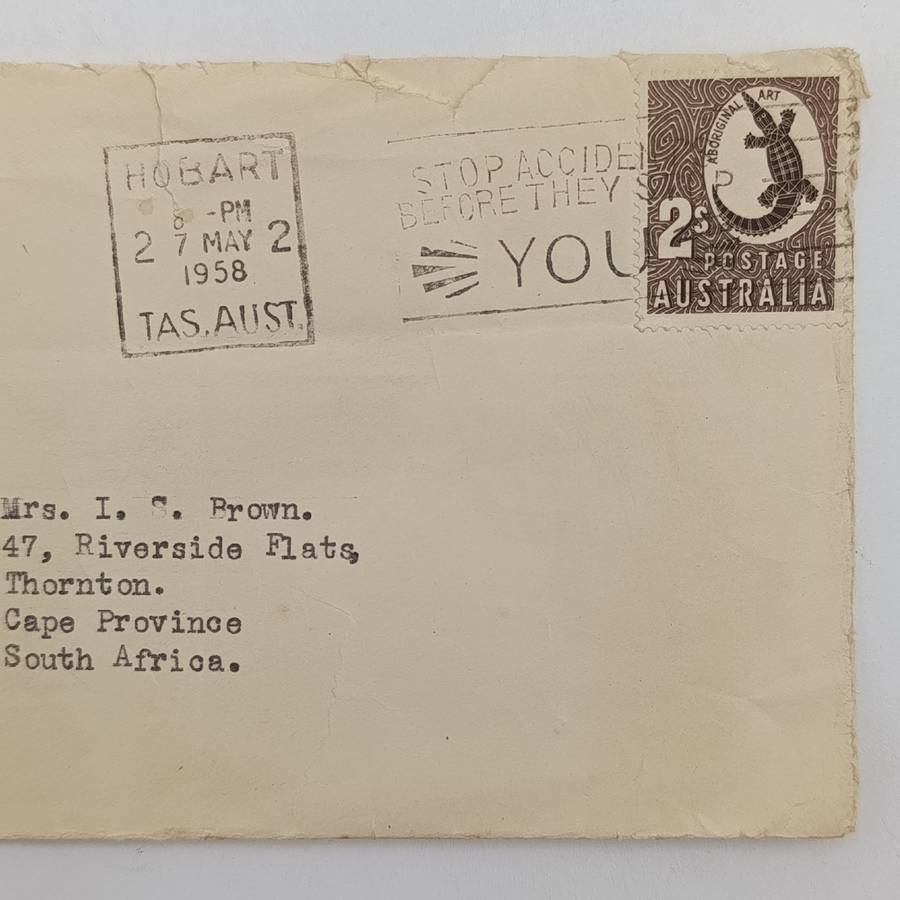 HOBART
8 -PM
2 7 MAY 2
1958
TAS. AUST.
STOP ACCIDE
BEFORE THEY S P
YOU
ABORIGINAL ART
2S
POSTAGE
AUSTRALIA
Mrs. I. S. Brown.
47, Riverside Flats,
Thornton.
Cape Province
South Africa.